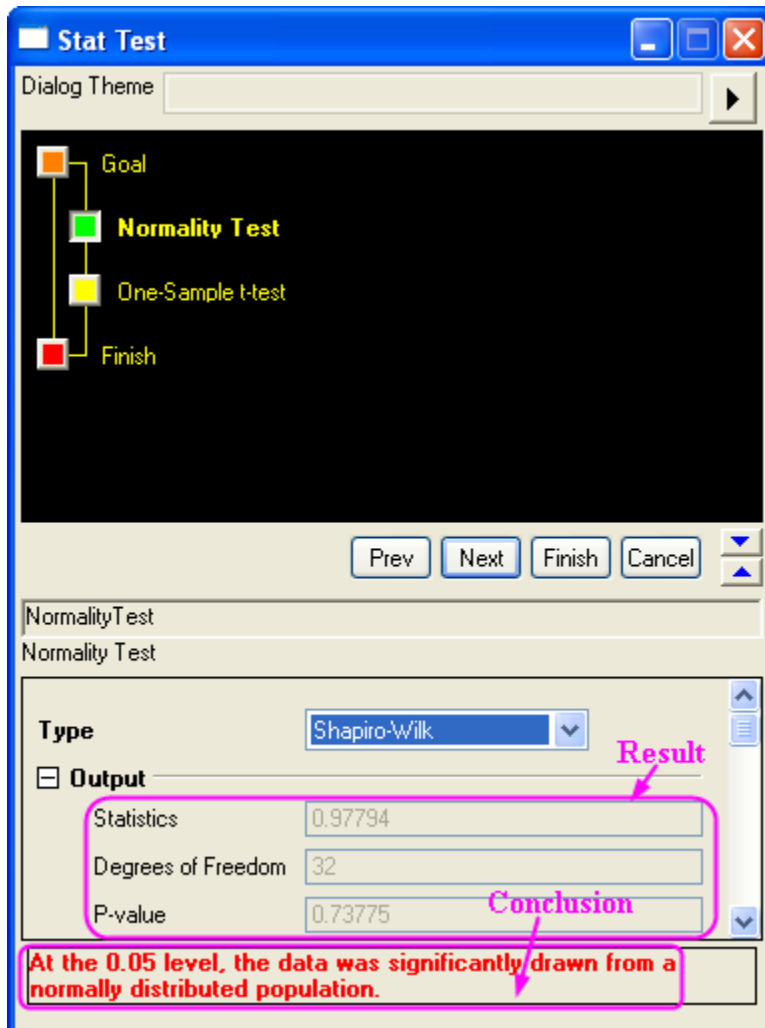 Stat Test
Dialog Theme
Goal
Normality Test
One-Sample t-test
Finish
Prev Next Finish Cancel
NormalityTest
Normality Test
Type Shapiro-Wilk
Result
Output
Statistics 0.97794
Degrees of Freedom 32
Conclusion
P-value 0.73775
At the 0.05 level, the data was significantly drawn from a
normally distributed population.